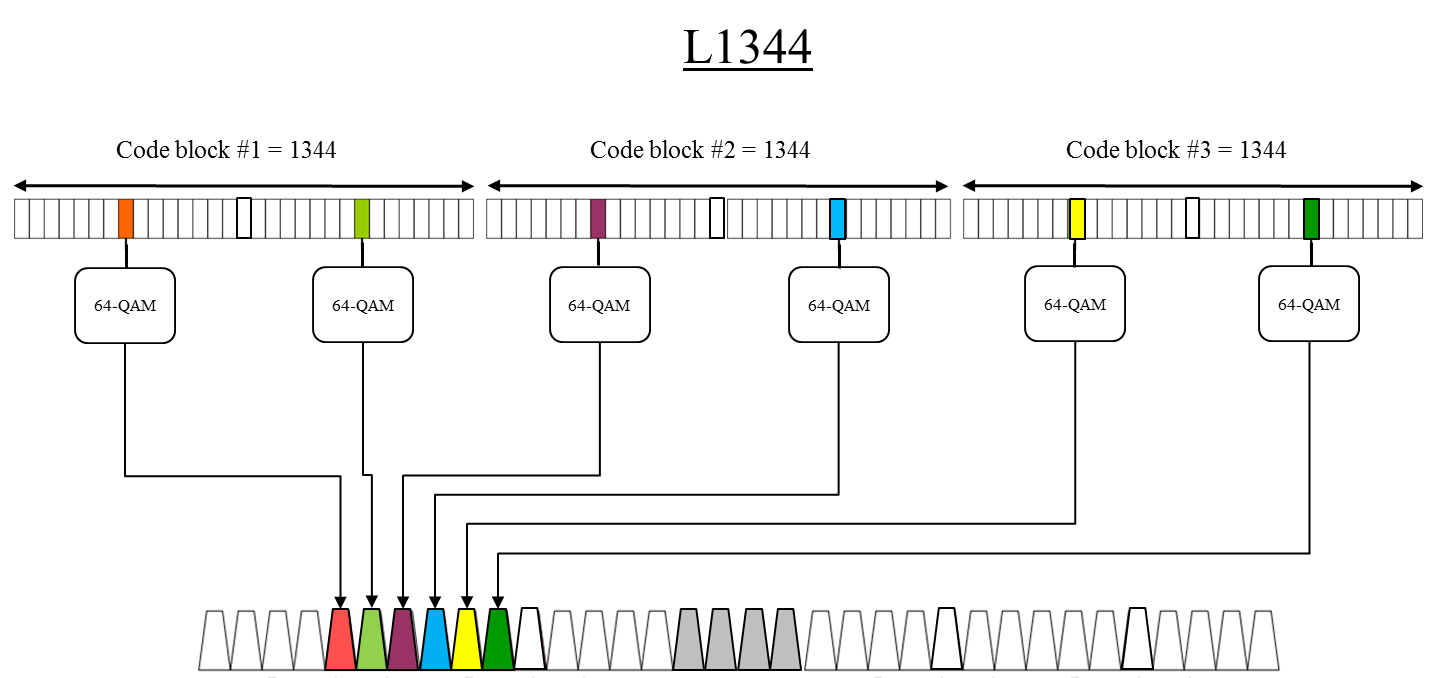 L1344
Code block #1 = 1344
Code block #2 = 1344
Code block #3 = 1344
64-QAM
64-QAM
64-QAM
64-QAM
64-QAM
64-QAM